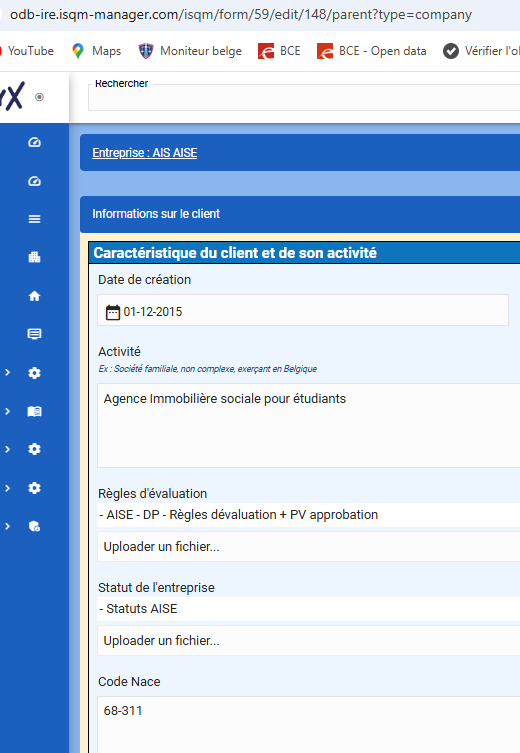 odb-ire.isqm-manager.com/isqm/form/59/edit/148/parent?type=company
YouTube Maps Moniteur belge BCE BCE - Open data Vérifier l'o
Rechercher
Entreprise : AIS AISE
Informations sur le client
Caractéristique du client et de son activité
Date de création
01-12-2015
Activité
Ex : Société familiale, non complexe, exerçant en Belgique
Agence Immobilière sociale pour étudiants
Règles d'évaluation
- AISE - DP - Règles dévaluation + PV approbation
Uploader un fichier...
Statut de l'entreprise
- Statuts AISE
Uploader un fichier...
Code Nace
68-311